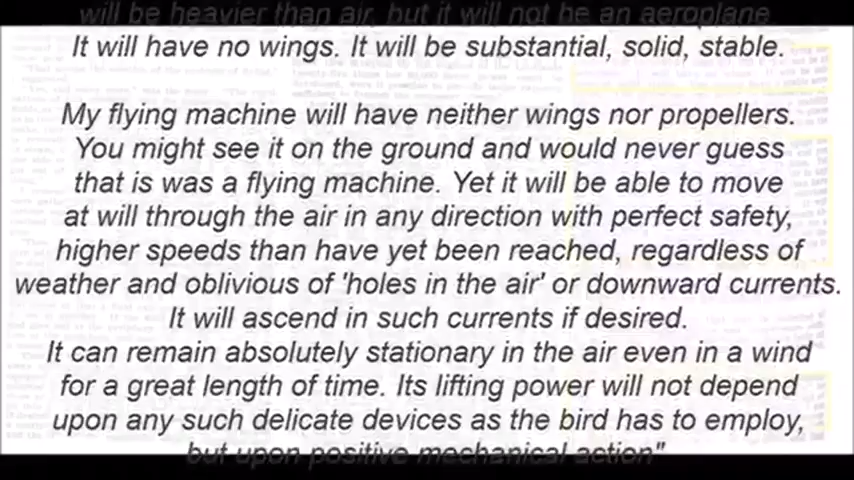 will be heavier than air, but it will not be an aeroplane.
It will have no wings. It will be substantial, solid, stable.
My flying machine will have neither wings nor propellers.
You might see it on the ground and would never guess
that is was a flying machine. Yet it will be able to move
at will through the air in any direction with perfect safety,
higher speeds than have yet been reached, regardless of
weather and oblivious of 'holes in the air' or downward currents.
It will ascend in such currents if desired.
It can remain absolutely stationary in the air even in a wind
for a great length of time. Its lifting power will not depend
upon any such delicate devices as the bird has to employ,
but upon positive mechanical action"